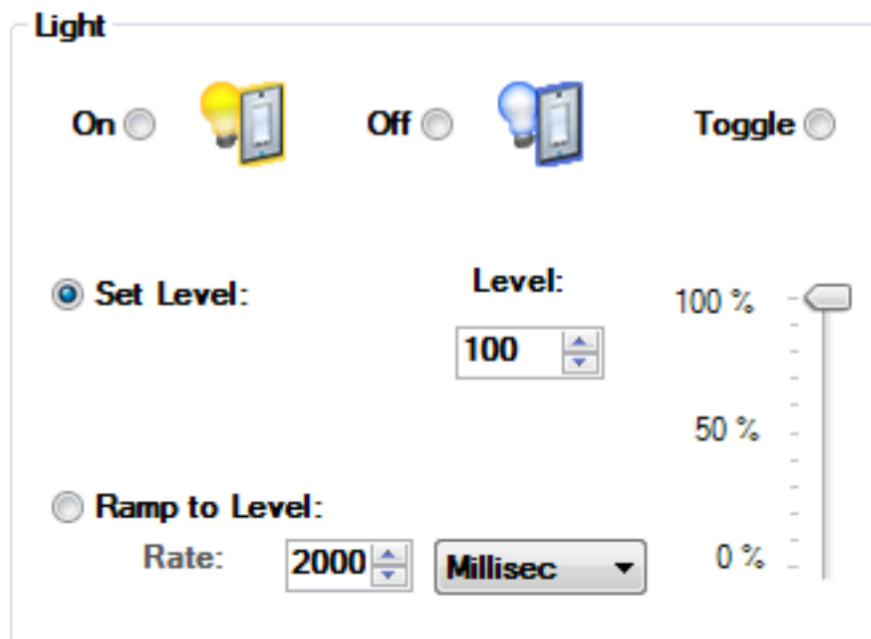 Light
On Off Toggle
Set Level: Level: 100 %
100
50 %
Ramp to Level:
Rate: 2000 Millisec 0 %